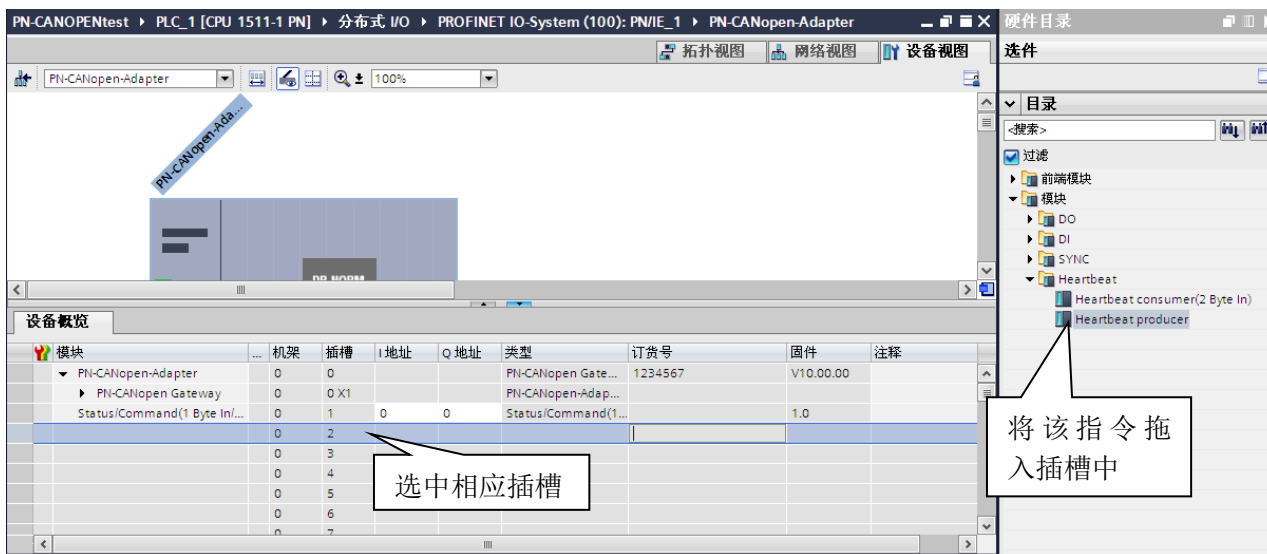 PN-CANOPENtest ▸ PLC_1 [CPU 1511-1 PN] ▸ 分布式 I/O ▸ PROFINET IO-System (100): PN/IE_1 ▸ PN-CANopen-Adapter
硬件目录
拓扑视图 网络视图 设备视图
选件
PN-CANopen-Adapter 100%
目录
<搜索>
过滤
前端模块
模块
DO
DI
SYNC
Heartbeat
Heartbeat consumer(2 Byte In)
Heartbeat producer
PN-CANopen-Ada...
DP-NORM
设备概览
模块 ... 机架 插槽 I 地址 Q 地址 类型 订货号 固件 注释
PN-CANopen-Adapter 0 0 PN-CANopen Gate... 1234567 V10.00.00
PN-CANopen Gateway 0 0 X1 PN-CANopen-Adap...
Status/Command(1 Byte In/... 0 1 0 0 Status/Command(1... 1.0
0 2
0 3
0 4
0 5
0 6
0 7
选中相应插槽
将该指令拖
入插槽中